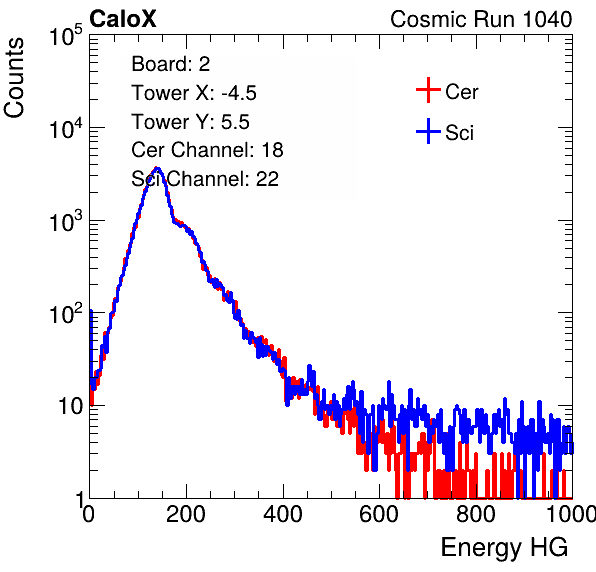 CaloX Cosmic Run 1040
Counts
10^5
10^4
10^3
10^2
10
1
Board: 2
Tower X: -4.5
Tower Y: 5.5
Cer Channel: 18
Sci Channel: 22
Cer
Sci
0 200 400 600 800 1000
Energy HG